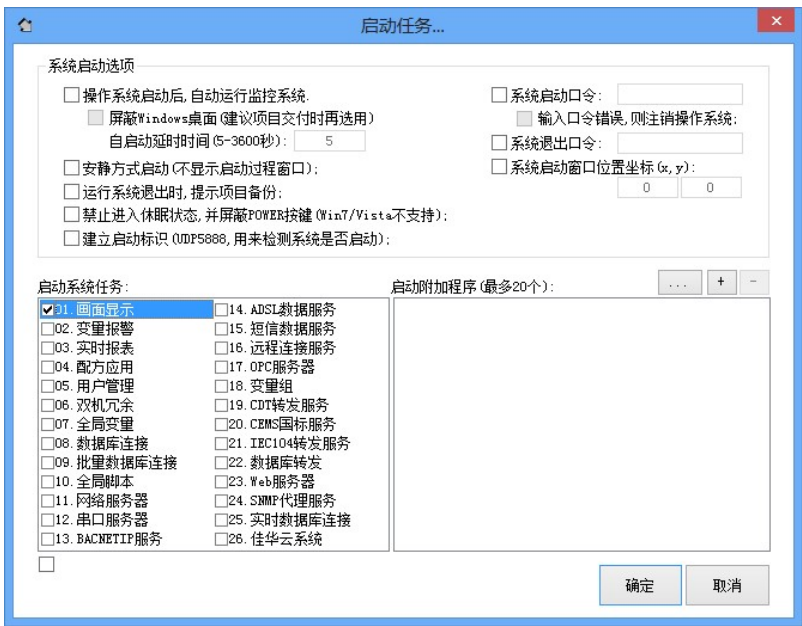 启动任务...
系统启动选项
操作系统启动后,自动运行监控系统.
屏蔽Windows桌面(建议项目交付时再选用)
自启动延时时间(5-3600秒): 5
安静方式启动(不显示启动过程窗口);
运行系统退出时,提示项目备份;
禁止进入休眠状态,并屏蔽POWER按键(Win7/Vista不支持);
建立启动标识(UDP5888,用来检测系统是否启动);
系统启动口令:
输入口令错误,则注销操作系统;
系统退出口令:
系统启动窗口位置坐标(x,y):
0 0
启动系统任务:
01.画面显示
02.变量报警
03.实时报表
04.配方应用
05.用户管理
06.双机冗余
07.全局变量
08.数据库连接
09.批量数据库连接
10.全局脚本
11.网络服务器
12.串口服务器
13.BACNETIP服务
14.ADSL数据服务
15.短信数据服务
16.远程连接服务
17.OPC服务器
18.变量组
19.CDT转发服务
20.CEMS国标服务
21.IEC104转发服务
22.数据库转发
23.Web服务器
24.SNMP代理服务
25.实时数据库连接
26.佳华云系统
启动附加程序(最多20个):
... + -
确定 取消